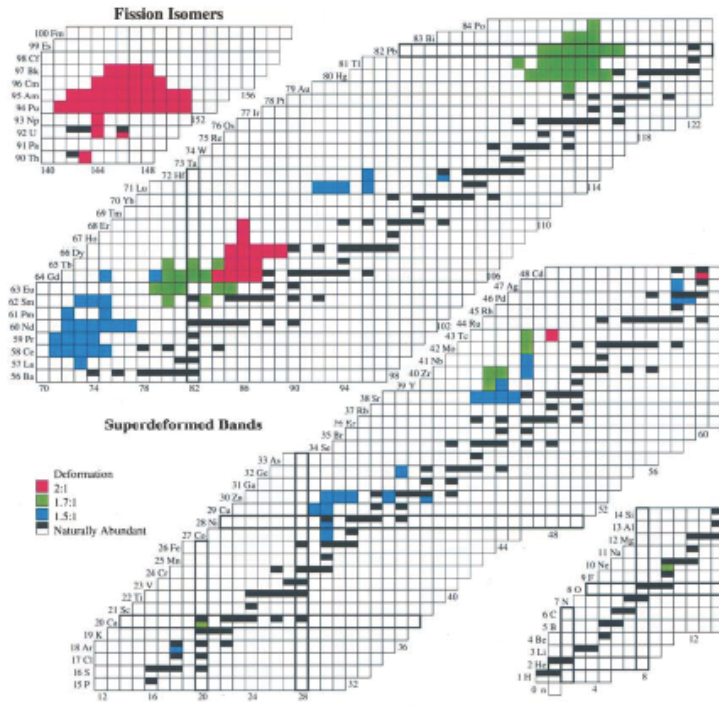 Fission Isomers
100 Fm
99 Es
98 Cf
97 Bk
96 Cm
95 Am
94 Pu
93 Np
92 U
91 Pa
90 Th
140
144
148
152
156
84 Po
83 Bi
82 Pb
81 Tl
80 Hg
79 Au
78 Pt
77 Ir
76 Os
75 Re
74 W
73 Ta
72 Hf
71 Lu
70 Yb
69 Tm
68 Er
67 Ho
66 Dy
65 Tb
64 Gd
63 Eu
62 Sm
61 Pm
60 Nd
59 Pr
58 Ce
57 La
56 Ba
70
74
78
82
86
90
94
98
102
106
110
114
118
122
Superdeformed Bands
Deformation
2:1
1.7:1
1.5:1
Naturally Abundant
48 Cd
47 Ag
46 Pd
45 Rh
44 Ru
43 Tc
42 Mo
41 Nb
40 Zr
39 Y
38 Sr
37 Rb
36 Kr
35 Br
34 Se
33 As
32 Ge
31 Ga
30 Zn
29 Cu
28 Ni
27 Co
26 Fe
25 Mn
24 Cr
23 V
22 Ti
21 Sc
20 Ca
19 K
18 Ar
17 Cl
16 S
15 P
12
16
20
24
28
32
36
40
44
48
52
56
60
14 Si
13 Al
12 Mg
11 Na
10 Ne
9 F
8 O
7 N
6 C
5 B
4 Be
3 Li
2 He
1 H
0 n
4
8
12